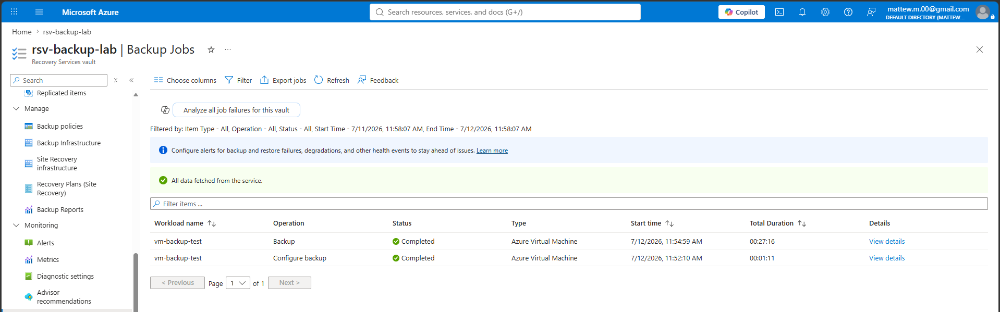 Microsoft Azure
Search resources, services, and docs (G+/)
Copilot
mattew.m.00@gmail.com
DEFAULT DIRECTORY (MATTEW...
Home > rsv-backup-lab
rsv-backup-lab | Backup Jobs
Recovery Services vault
Search
Replicated items
Manage
Backup policies
Backup Infrastructure
Site Recovery
infrastructure
Recovery Plans (Site
Recovery)
Backup Reports
Monitoring
Alerts
Metrics
Diagnostic settings
Advisor
recommendations
Choose columns Filter Export jobs Refresh Feedback
Analyze all job failures for this vault
Filtered by: Item Type - All, Operation - All, Status - All, Start Time - 7/11/2026, 11:58:07 AM, End Time - 7/12/2026, 11:58:07 AM
Configure alerts for backup and restore failures, degradations, and other health events to stay ahead of issues. Learn more
All data fetched from the service.
Filter items ...
Workload name Operation Status Type Start time Total Duration Details
vm-backup-test Backup Completed Azure Virtual Machine 7/12/2026, 11:54:59 AM 00:27:16 View details
vm-backup-test Configure backup Completed Azure Virtual Machine 7/12/2026, 11:52:10 AM 00:01:11 View details
< Previous Page 1 of 1 Next >